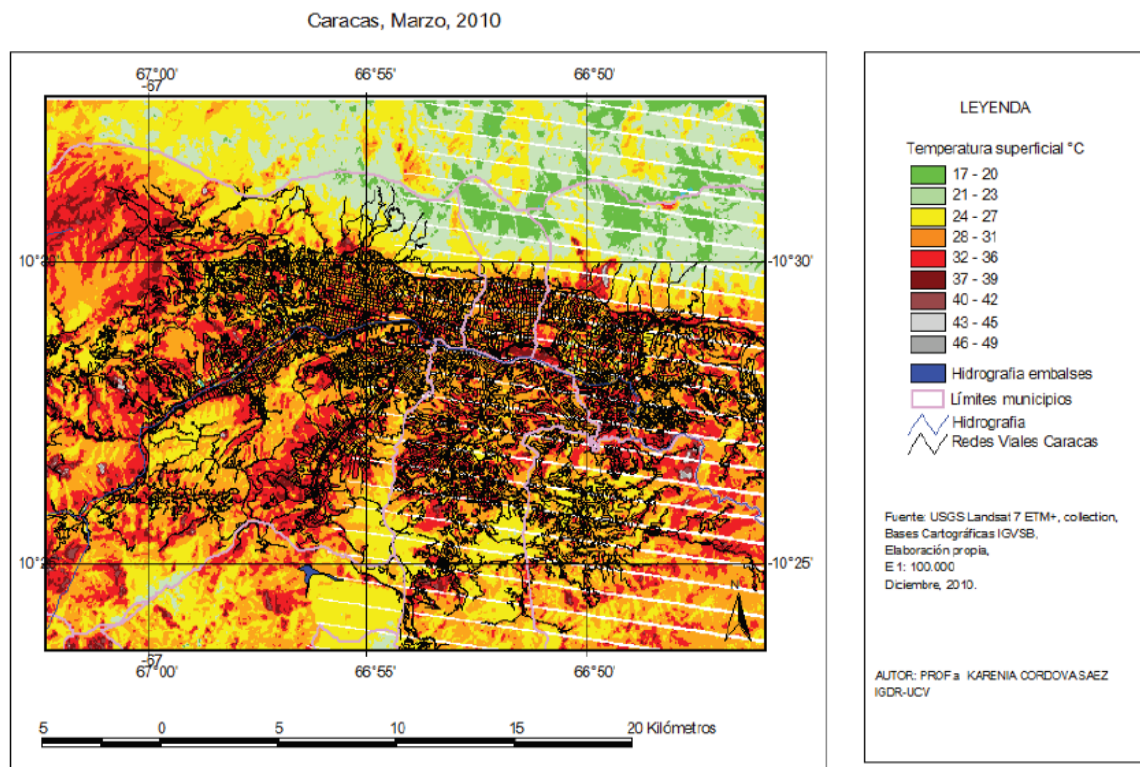 Caracas, Marzo, 2010
67°00' 66°55' 66°50'
-67
10°30' -10°30'
10°25' -10°25'
N
-67
67°00' 66°55' 66°50'
5 0 5 10 15 20 Kilómetros
LEYENDA
Temperatura superficial °C
17 - 20
21 - 23
24 - 27
28 - 31
32 - 36
37 - 39
40 - 42
43 - 45
46 - 49
Hidrografia embalses
Límites municipios
Hidrografia
Redes Viales Caracas
Fuente: USGS Landsat 7 ETM+, collection,
Bases Cartográficas IGVSB,
Elaboración propia,
E 1: 100.000
Diciembre, 2010.
AUTOR: PROF a KARENIA CORDOVA SAEZ
IGDR-UCV